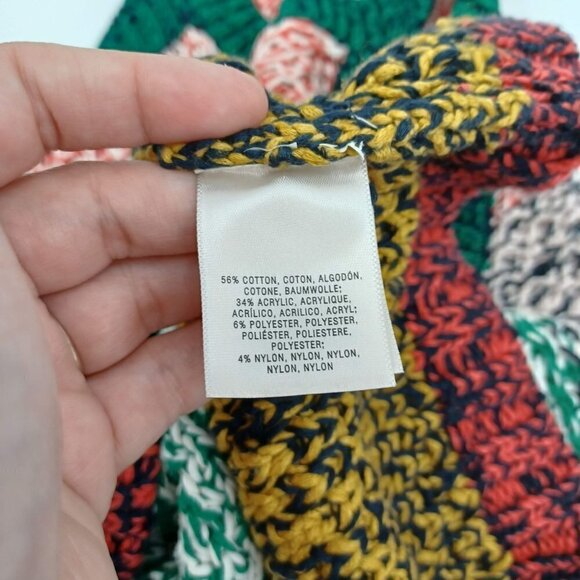 56% COTTON, COTON, ALGODÓN,
COTONE, BAUMWOLLE;
34% ACRYLIC, ACRYLIQUE,
ACRÍLICO, ACRILICO, ACRYL;
6% POLYESTER, POLYESTER,
POLIÉSTER, POLIESTERE,
POLYESTER;
4% NYLON, NYLON, NYLON,
NYLON, NYLON